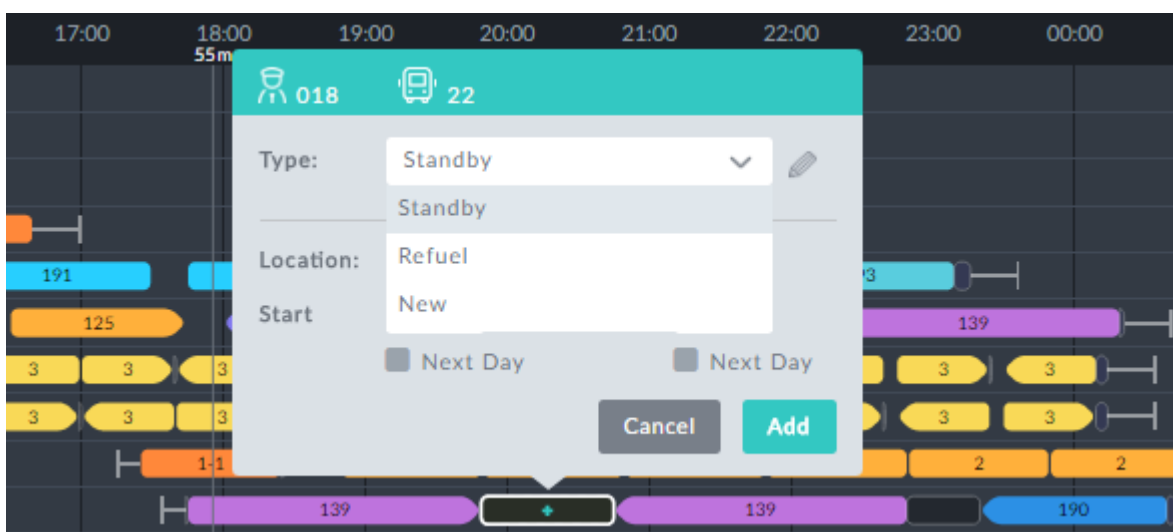 17:00 18:00 19:00 20:00 21:00 22:00 23:00 00:00
55m
018 22
Type: Standby
Standby
Location: Refuel
Start New
Next Day Next Day
Cancel Add
191
125 139
3 3 3 3 3
3 3 3 3 3
1-1 2 2
139 + 139 190